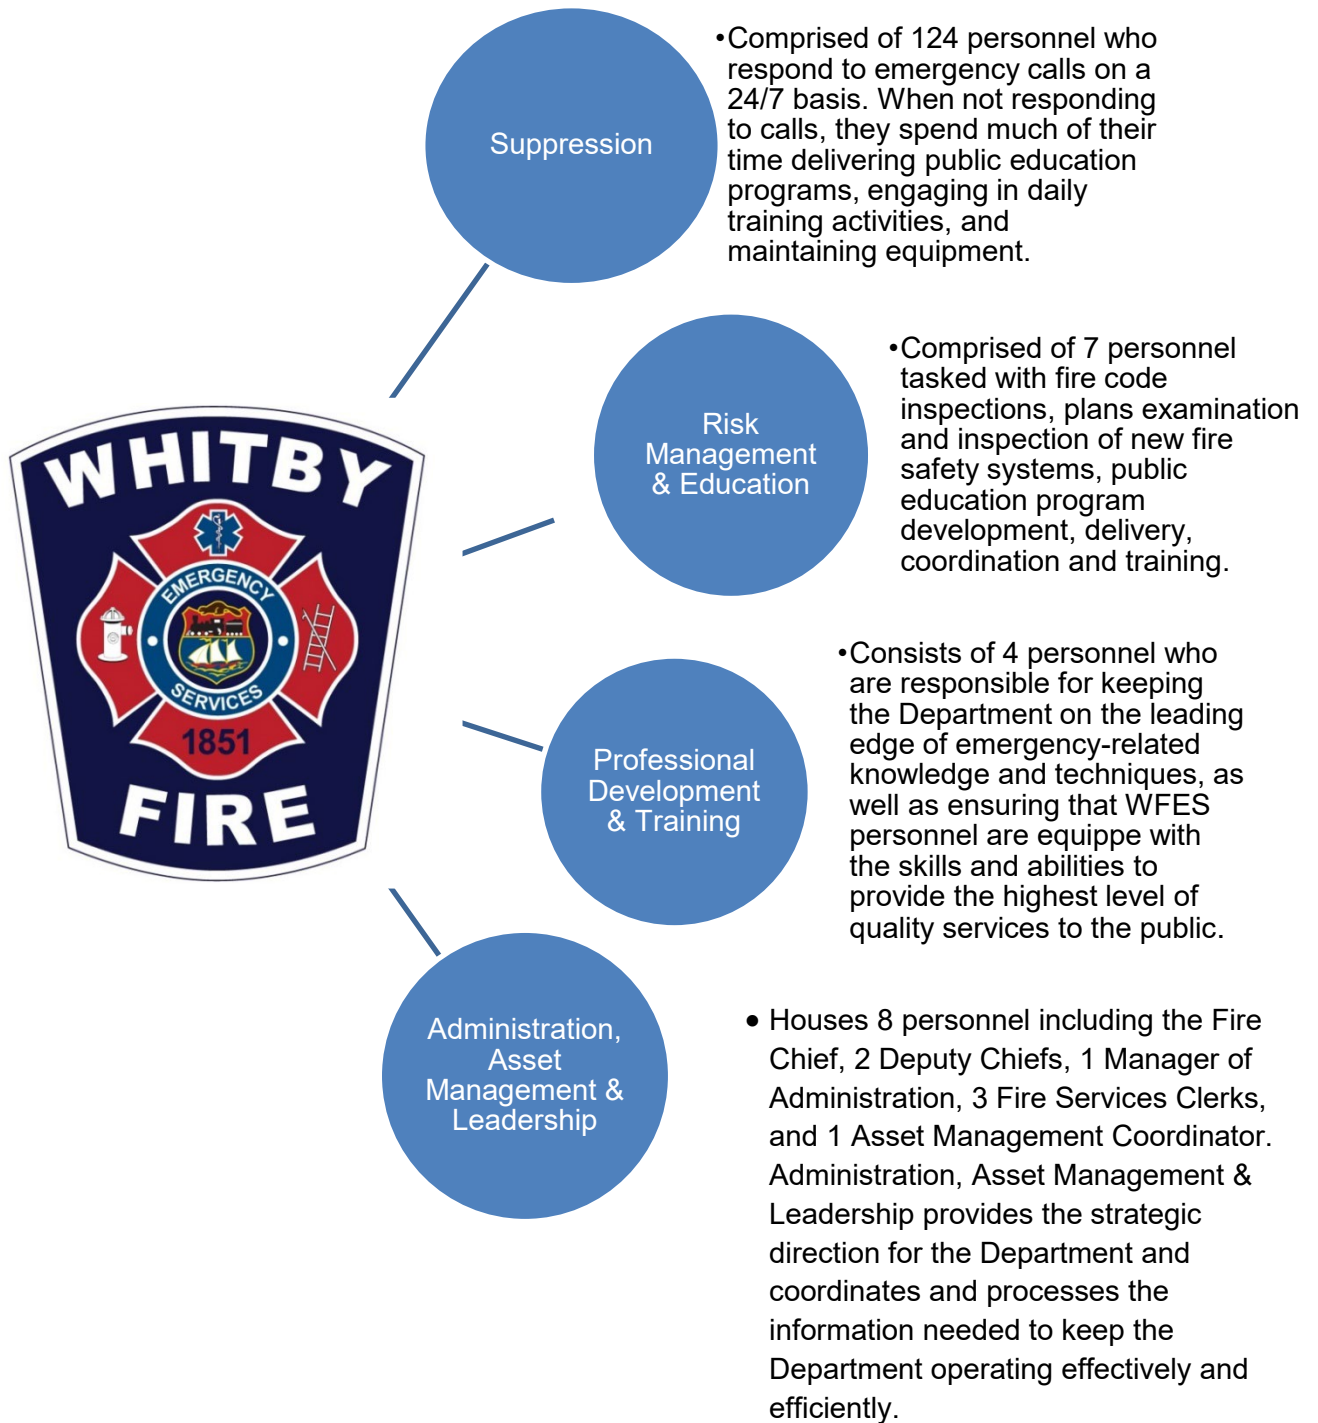 WHITBY
EMERGENCY
SERVICES
1851
FIRE
Suppression
•Comprised of 124 personnel who
respond to emergency calls on a
24/7 basis. When not responding
to calls, they spend much of their
time delivering public education
programs, engaging in daily
training activities, and
maintaining equipment.
Risk
Management
& Education
•Comprised of 7 personnel
tasked with fire code
inspections, plans examination
and inspection of new fire
safety systems, public
education program
development, delivery,
coordination and training.
Professional
Development
& Training
•Consists of 4 personnel who
are responsible for keeping
the Department on the leading
edge of emergency-related
knowledge and techniques, as
well as ensuring that WFES
personnel are equippe with
the skills and abilities to
provide the highest level of
quality services to the public.
Administration,
Asset
Management &
Leadership
• Houses 8 personnel including the Fire
Chief, 2 Deputy Chiefs, 1 Manager of
Administration, 3 Fire Services Clerks,
and 1 Asset Management Coordinator.
Administration, Asset Management &
Leadership provides the strategic
direction for the Department and
coordinates and processes the
information needed to keep the
Department operating effectively and
efficiently.